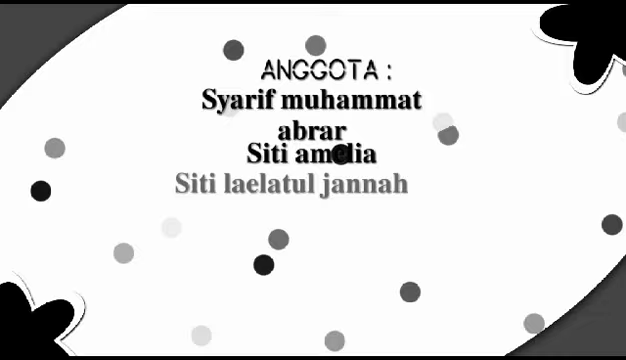 ANGGOTA :
Syarif muhammat
abrar
Siti amelia
Siti laelatul jannah